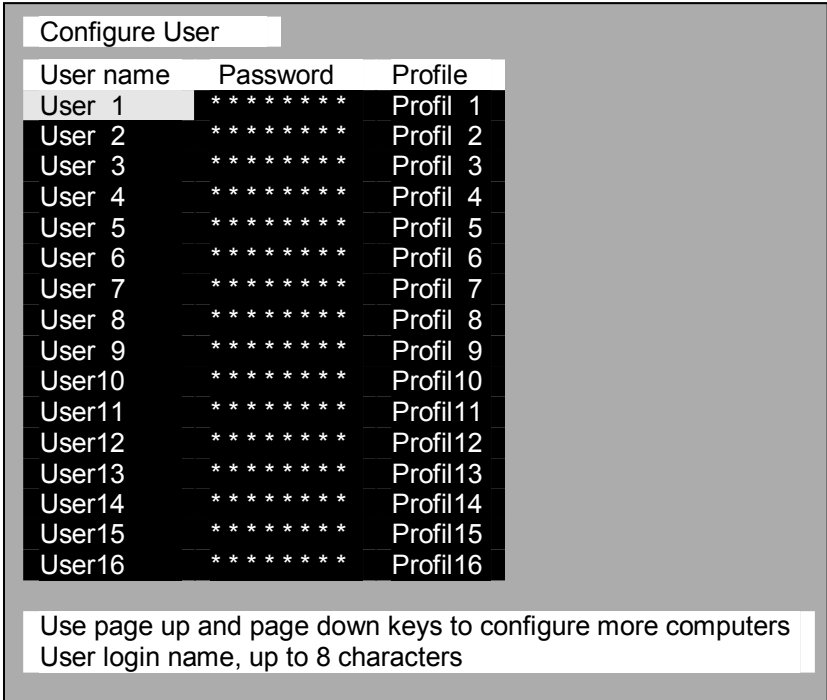 Configure User
User name Password Profile
User 1 * * * * * * * * Profil 1
User 2 * * * * * * * * Profil 2
User 3 * * * * * * * * Profil 3
User 4 * * * * * * * * Profil 4
User 5 * * * * * * * * Profil 5
User 6 * * * * * * * * Profil 6
User 7 * * * * * * * * Profil 7
User 8 * * * * * * * * Profil 8
User 9 * * * * * * * * Profil 9
User10 * * * * * * * * Profil10
User11 * * * * * * * * Profil11
User12 * * * * * * * * Profil12
User13 * * * * * * * * Profil13
User14 * * * * * * * * Profil14
User15 * * * * * * * * Profil15
User16 * * * * * * * * Profil16
Use page up and page down keys to configure more computers
User login name, up to 8 characters